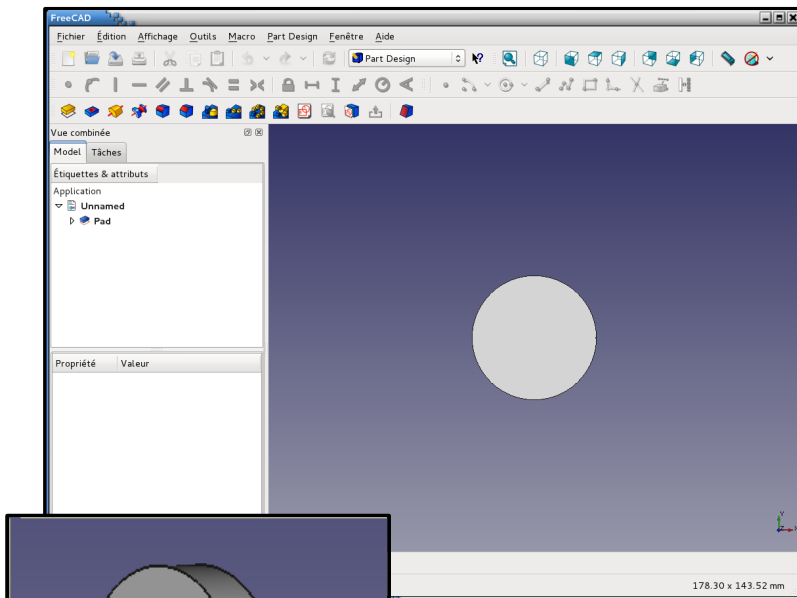 FreeCAD
Fichier Édition Affichage Outils Macro Part Design Fenêtre Aide
Part Design
Vue combinée
Model Tâches
Étiquettes & attributs
Application
Unnamed
Pad
Propriété Valeur
Y
178.30 x 143.52 mm